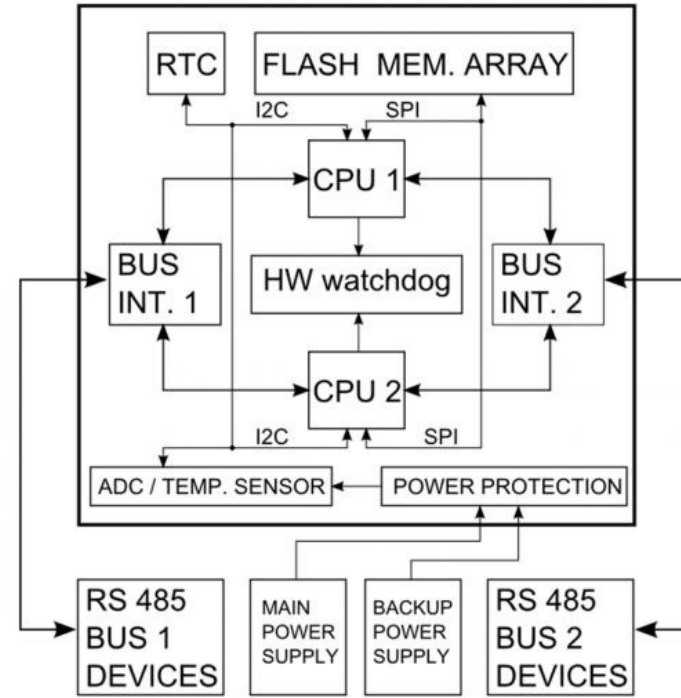 RTC
FLASH MEM. ARRAY
I2C
SPI
CPU 1
BUS
INT. 1
HW watchdog
BUS
INT. 2
CPU 2
I2C
SPI
ADC / TEMP. SENSOR
POWER PROTECTION
RS 485
BUS 1
DEVICES
MAIN
POWER
SUPPLY
BACKUP
POWER
SUPPLY
RS 485
BUS 2
DEVICES